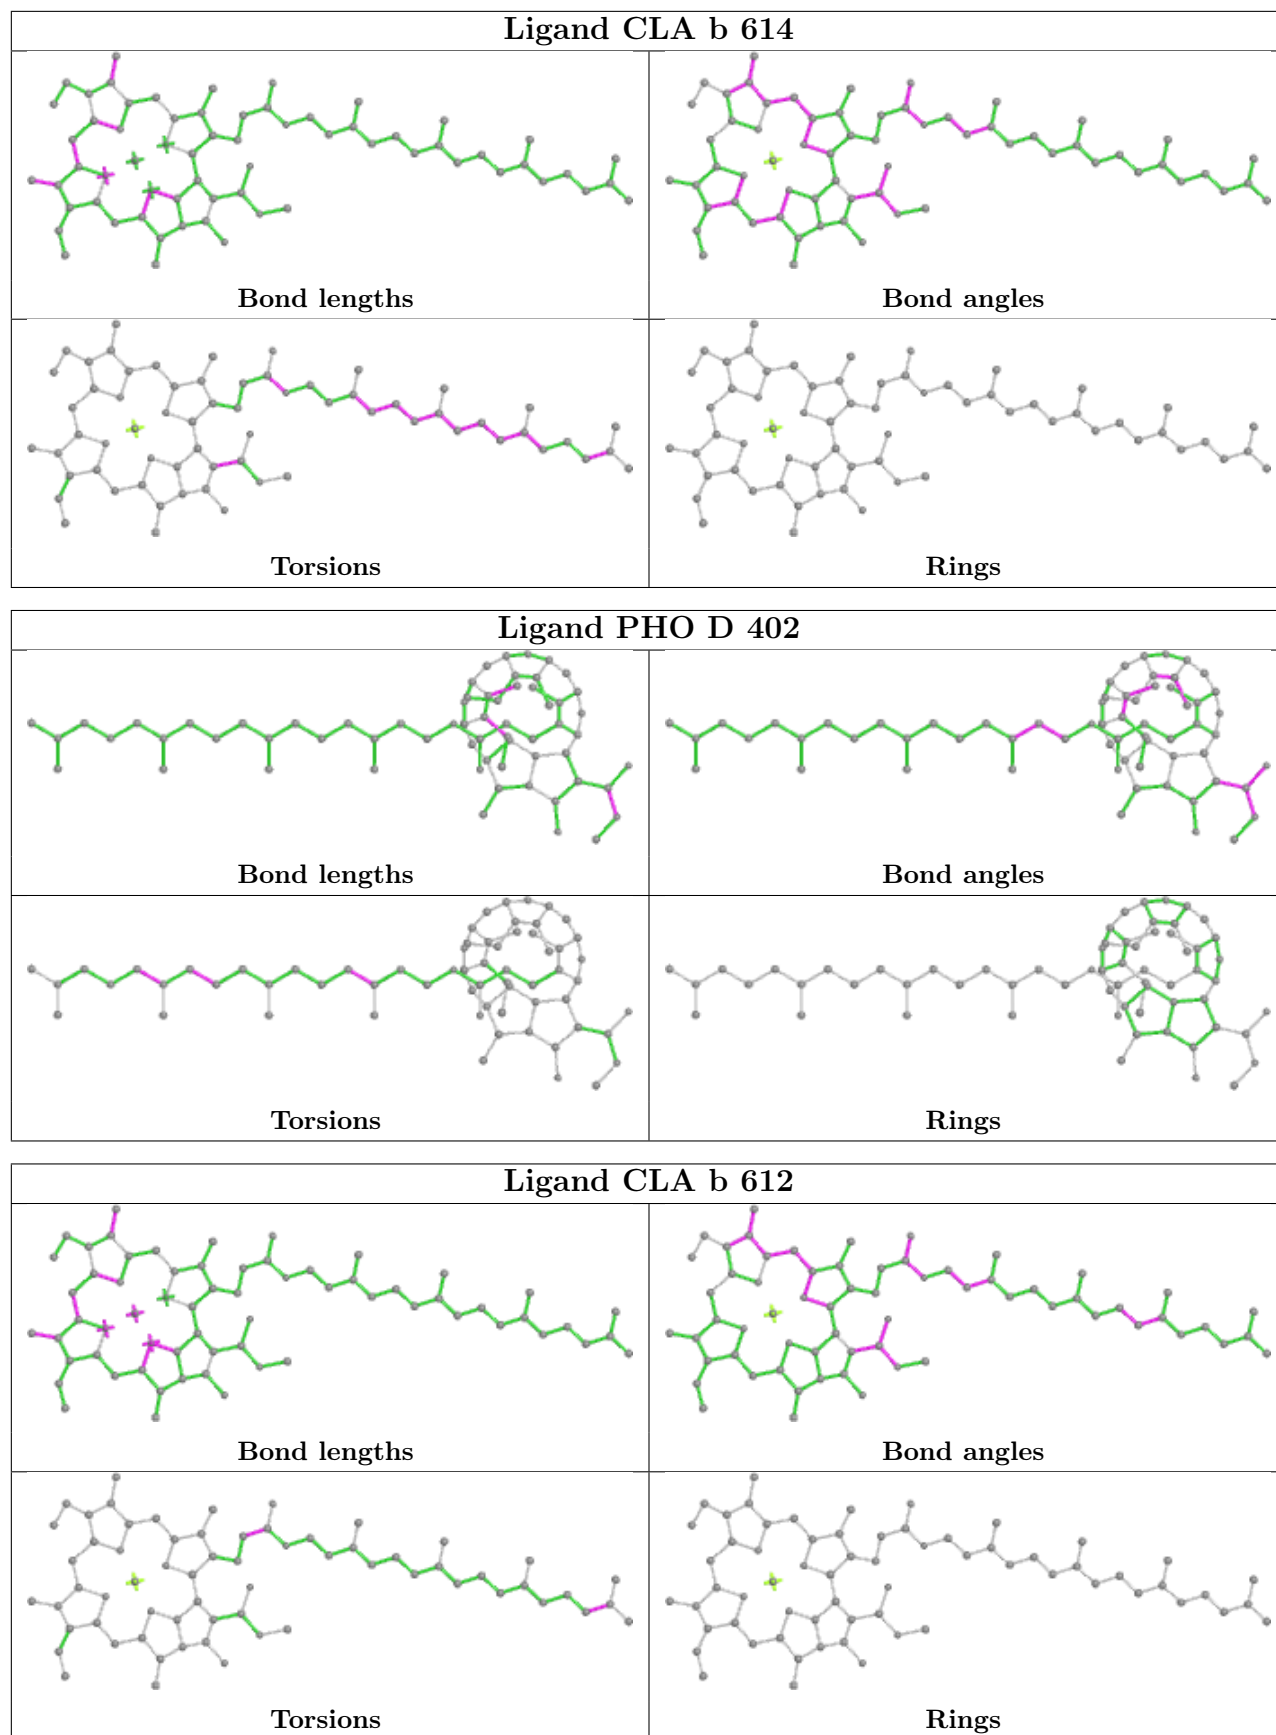 Ligand CLA b 614
Bond lengths
Bond angles
Torsions
Rings
Ligand PHO D 402
Bond lengths
Bond angles
Torsions
Rings
Ligand CLA b 612
Bond lengths
Bond angles
Torsions
Rings